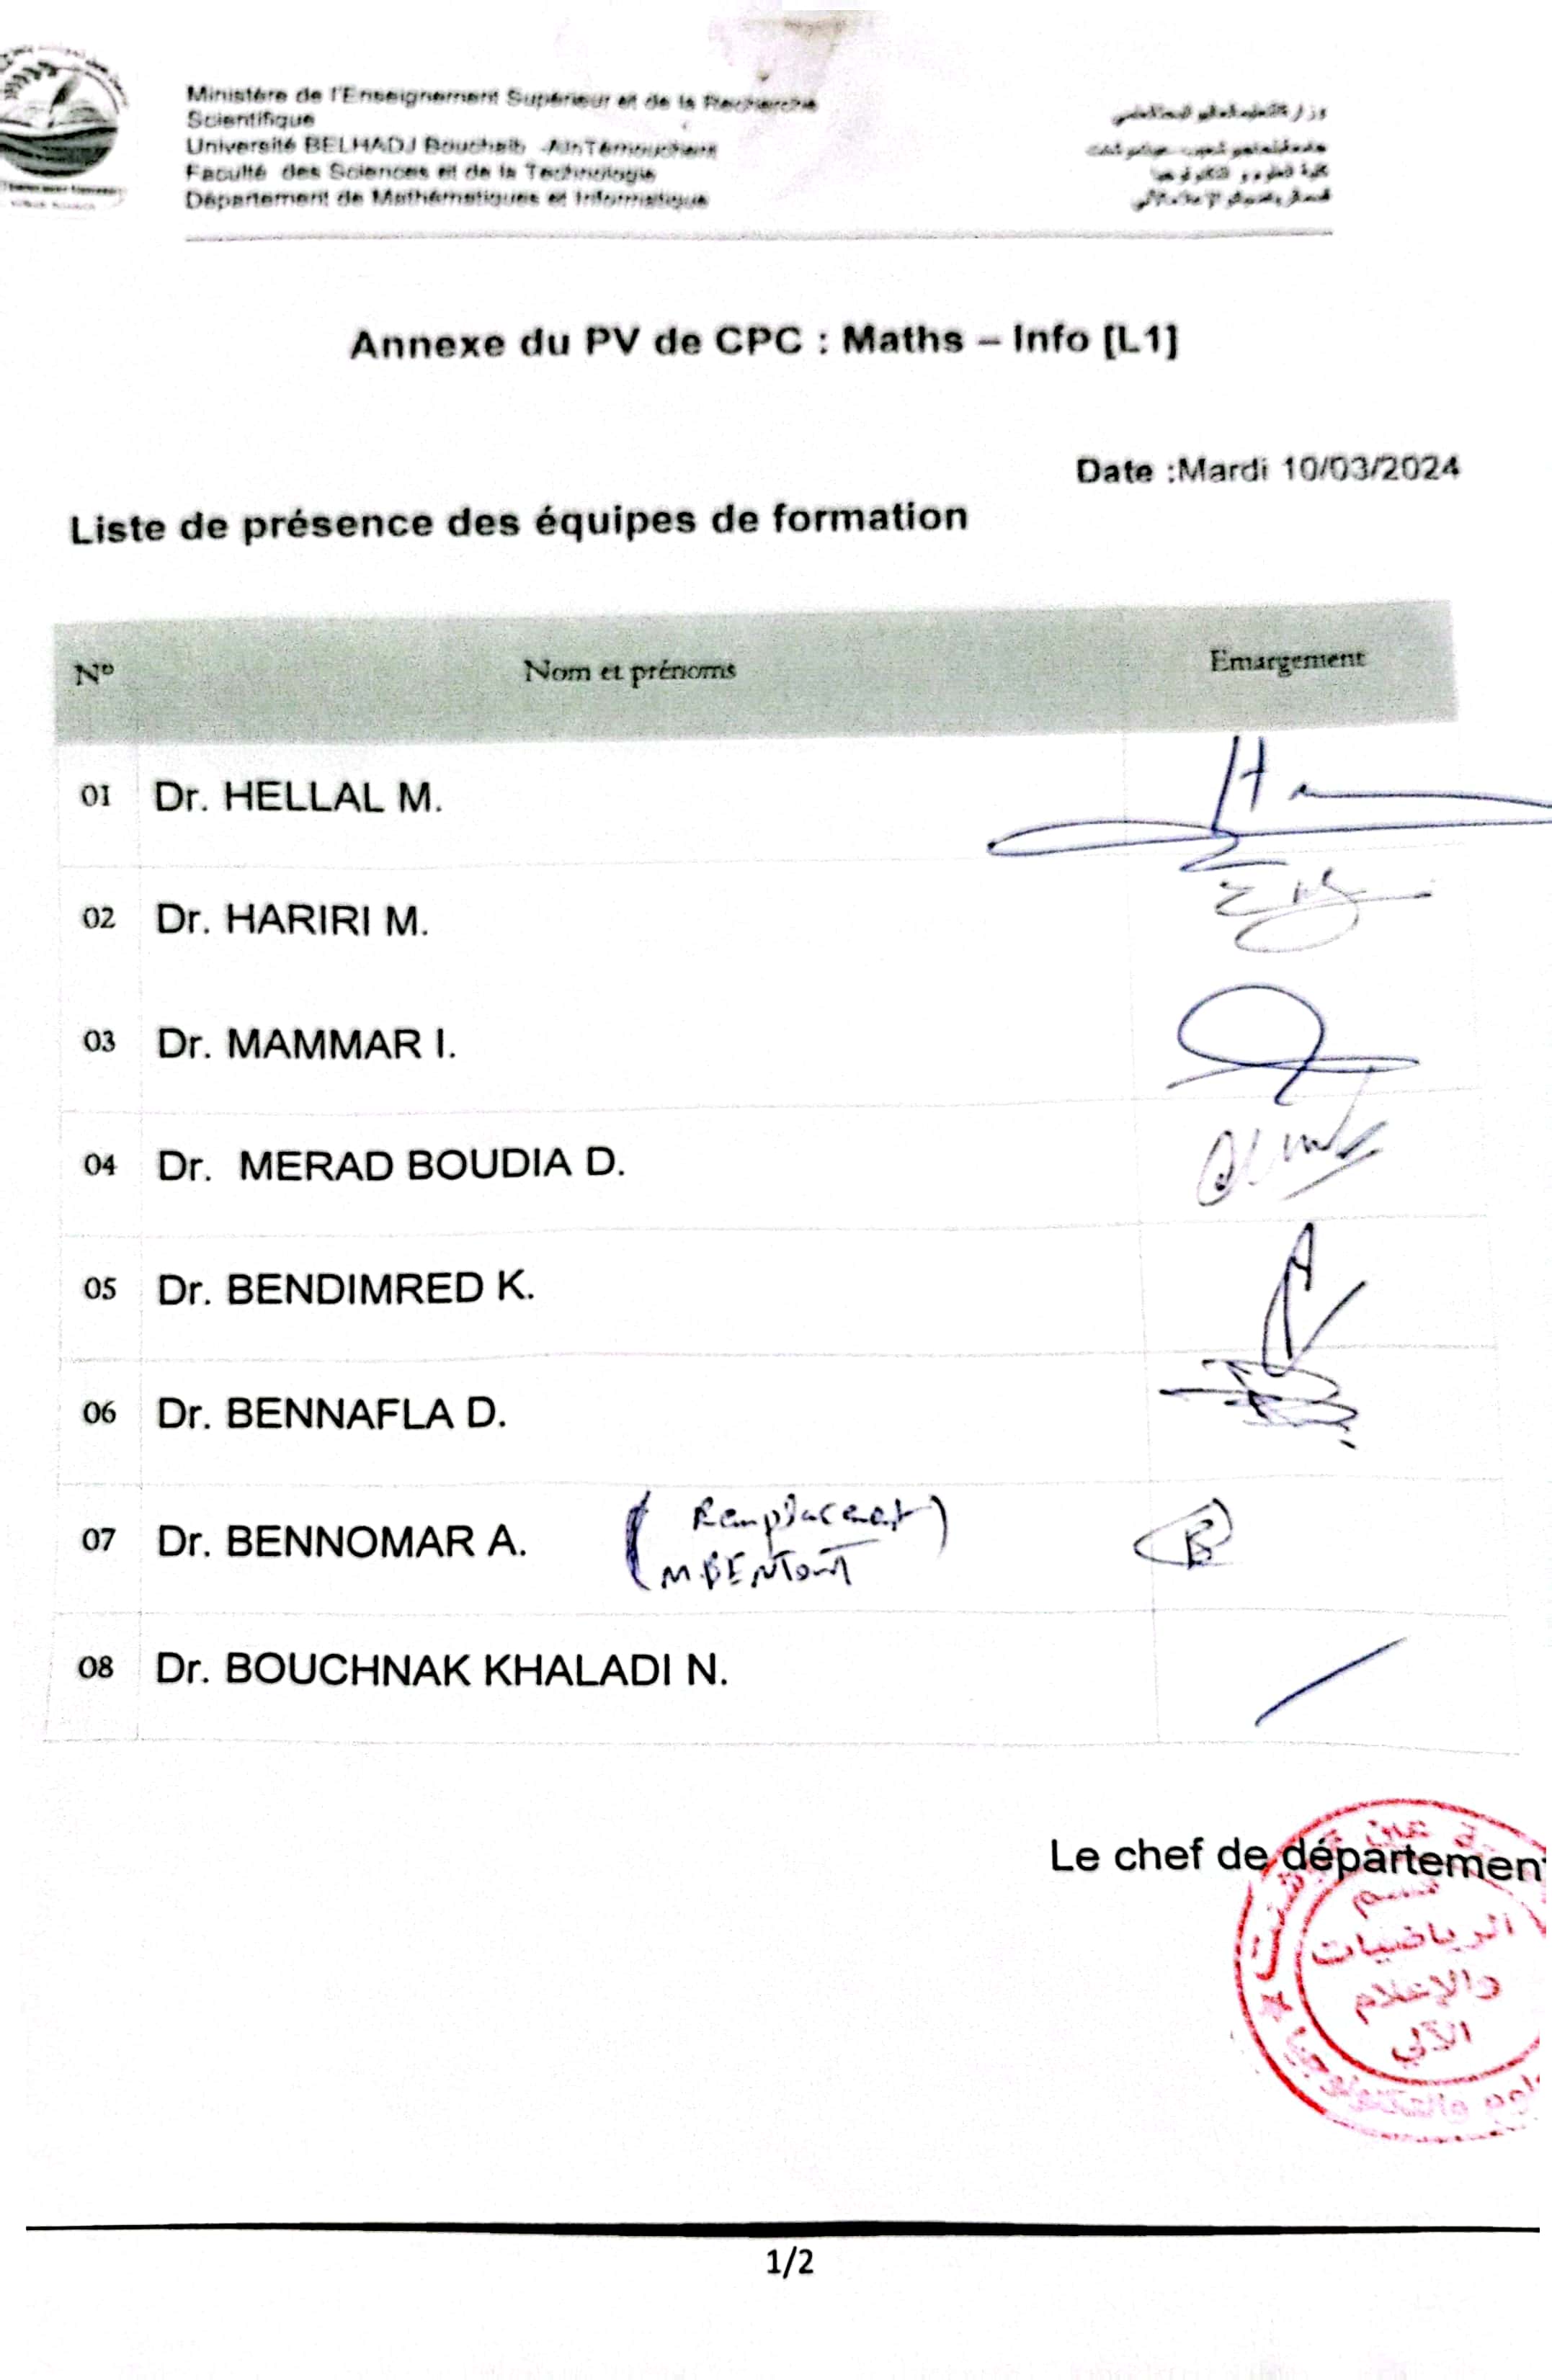 Ministère de l'Enseignement Supérieur et de la Recherche
Scientifique
Université BELHADJ Bouchaib -AinTémouchent
Faculté des Sciences et de la Technologie
Département de Mathématiques et Informatique
Annexe du PV de CPC : Maths – Info [L1]
Date :Mardi 10/03/2024
Liste de présence des équipes de formation
N° Nom et prénoms Emargement
01 Dr. HELLAL M.
02 Dr. HARIRI M.
03 Dr. MAMMAR I.
04 Dr. MERAD BOUDIA D.
05 Dr. BENDIMRED K.
06 Dr. BENNAFLA D.
07 Dr. BENNOMAR A. (Remplacent)
08 Dr. BOUCHNAK KHALADI N.
Le chef de département
قسم
الرياضيات
والإعلام
الآلي
1/2